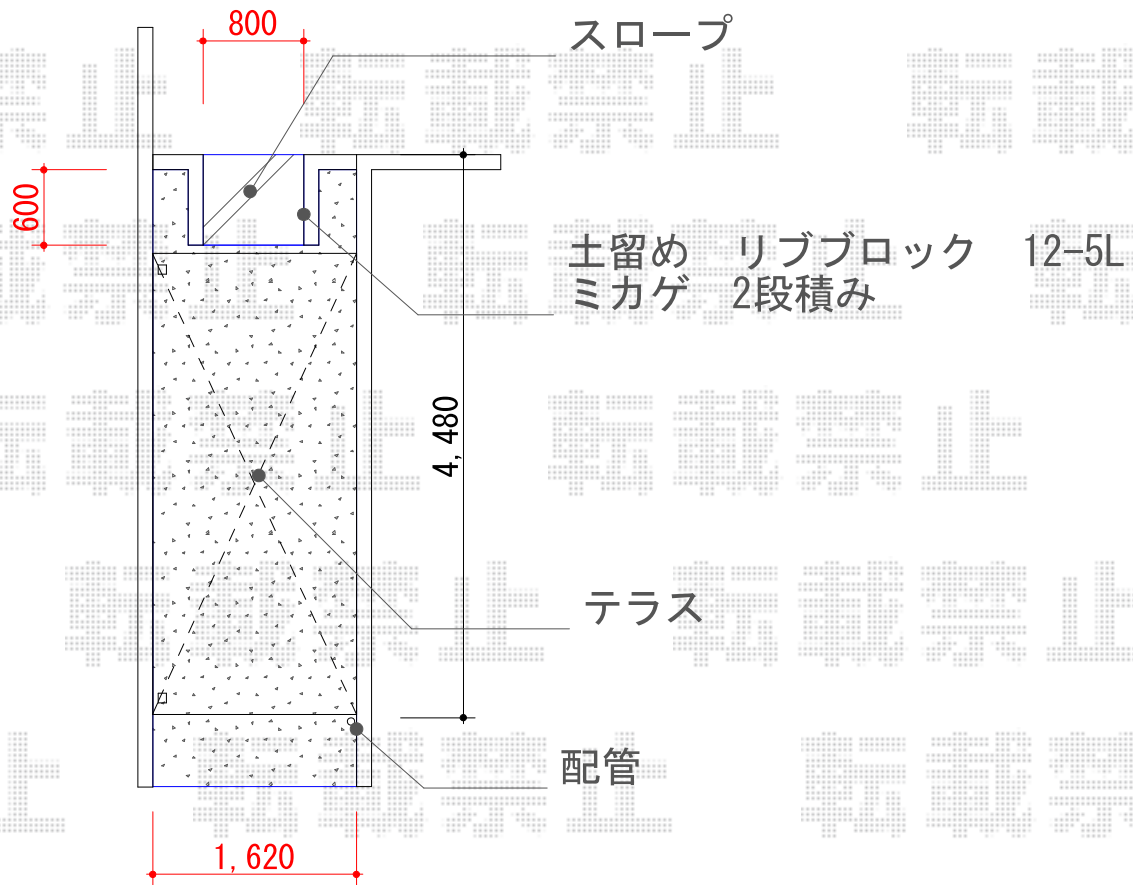 800
スロープ
600
土留め　リブブロック　12-5L
ミカゲ　2段積み
4,480
テラス
配管
1,620
転載禁止